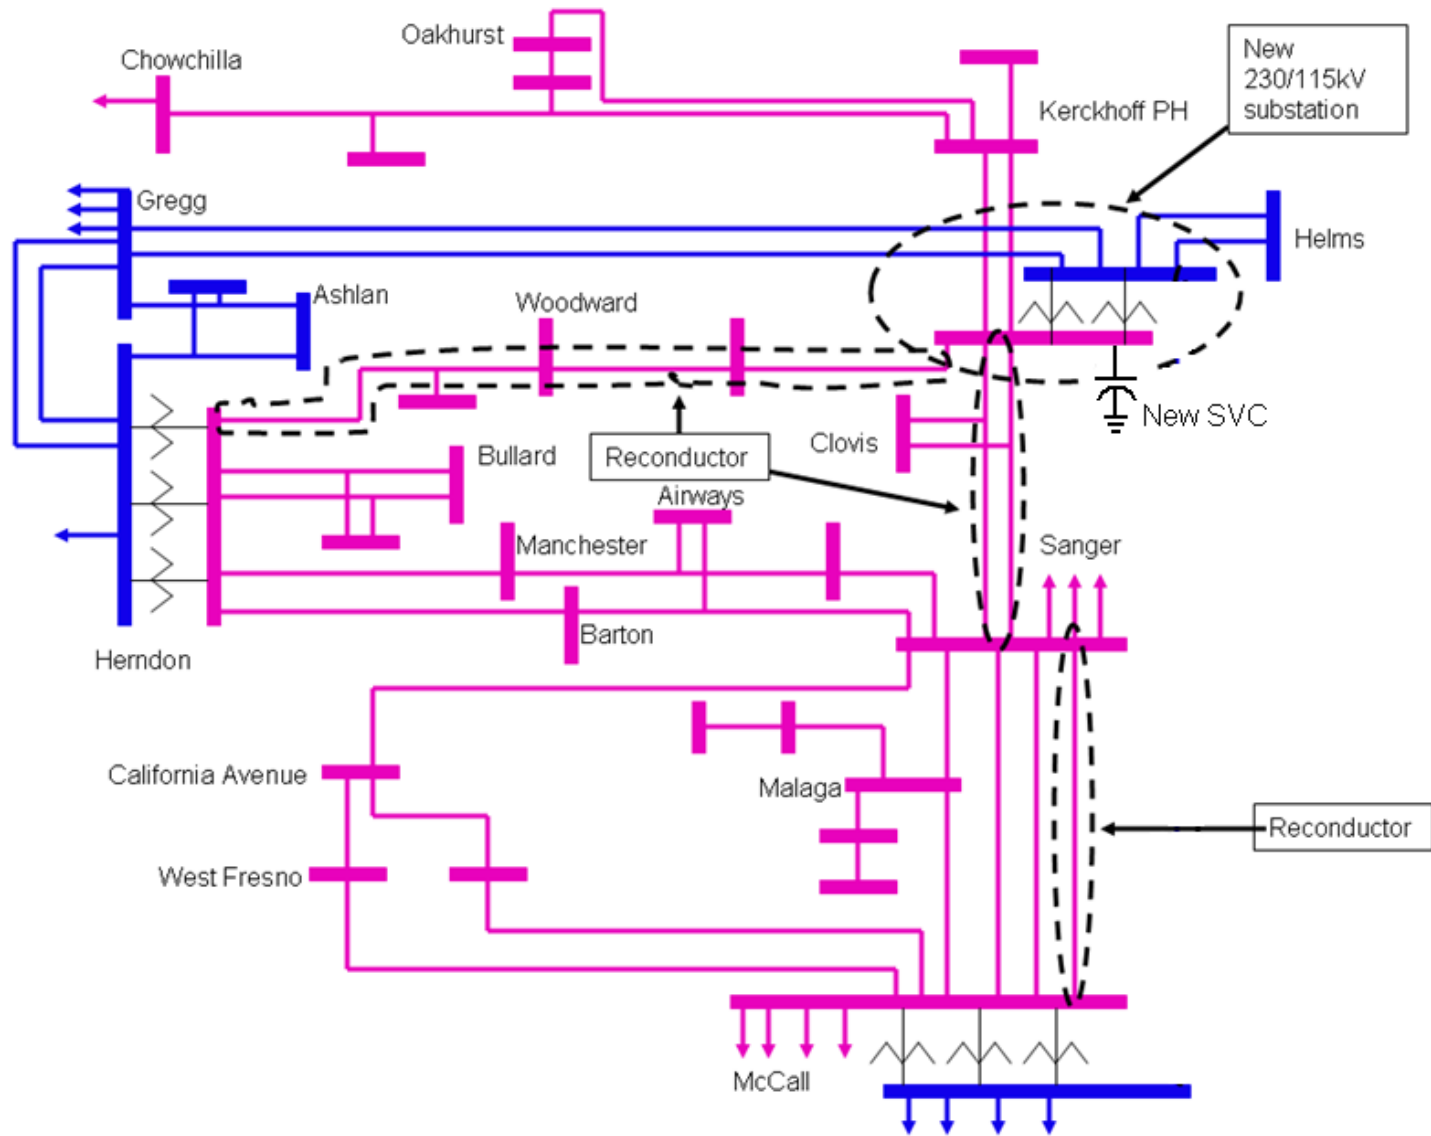 Oakhurst
Chowchilla
New
230/115kV
substation
Kerckhoff PH
Gregg
Helms
Ashlan
Woodward
New SVC
Clovis
Bullard
Reconductor
Airways
Manchester
Sanger
Barton
Herndon
California Avenue
Malaga
Reconductor
West Fresno
McCall